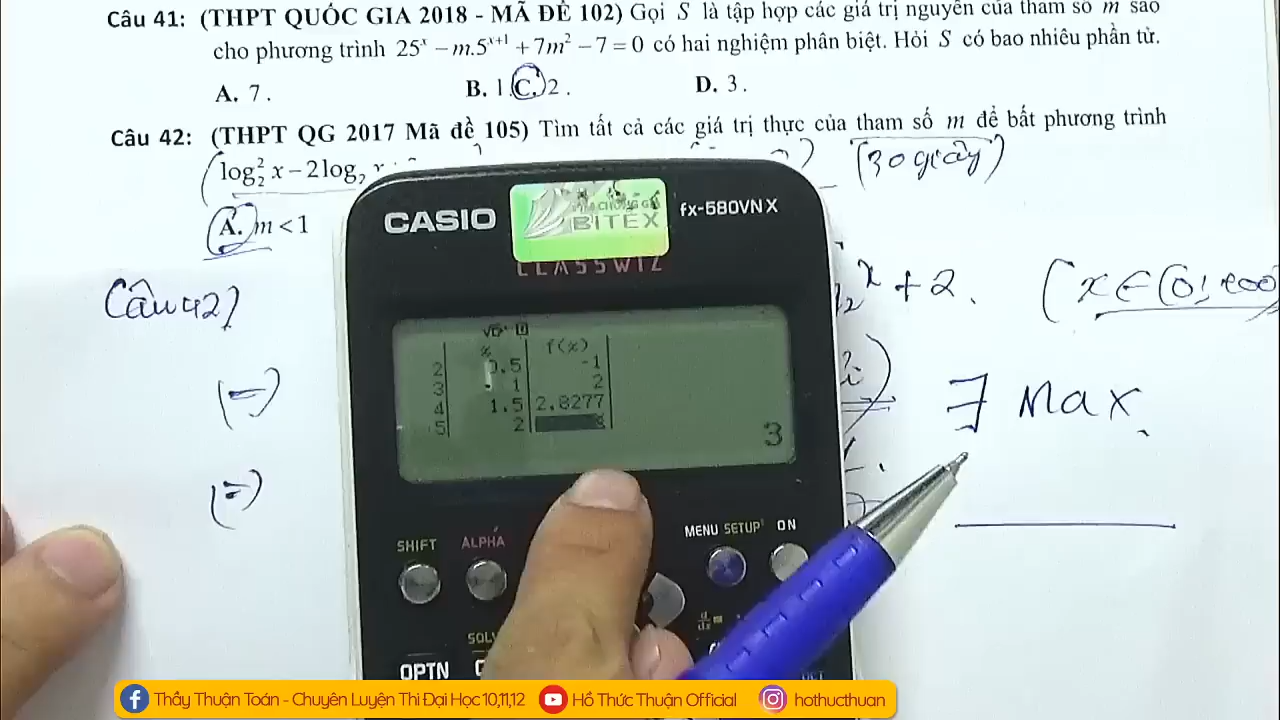 Câu 41: (THPT QUỐC GIA 2018 - MÃ ĐỀ 102) Gọi S là tập hợp các giá trị nguyên của tham số m sao
cho phương trình 25^x − m.5^{x+1} + 7m² − 7 = 0 có hai nghiệm phân biệt. Hỏi S có bao nhiêu phần tử.
A. 7. B. 1 C. 2. D. 3.
Câu 42: (THPT QG 2017 Mã đề 105) Tìm tất cả các giá trị thực của tham số m để bất phương trình
log₂² x − 2log₂ x
(30 giây)
A. m < 1
CASIO
BITEX
fx-580VN X
CLASSWIZ
Câu 42)
x + 2. (x ∈ (0;
(=)
∃ Max
(=)
x f(x)
2 0.5 -1
3 1 2
4 1.5 2.8277
5 2
3
SHIFT ALPHA MENU SETUP ON
OPTN
Thầy Thuận Toán - Chuyên Luyện Thi Đại Học 10,11,12 Hồ Thức Thuận Official hothucthuan